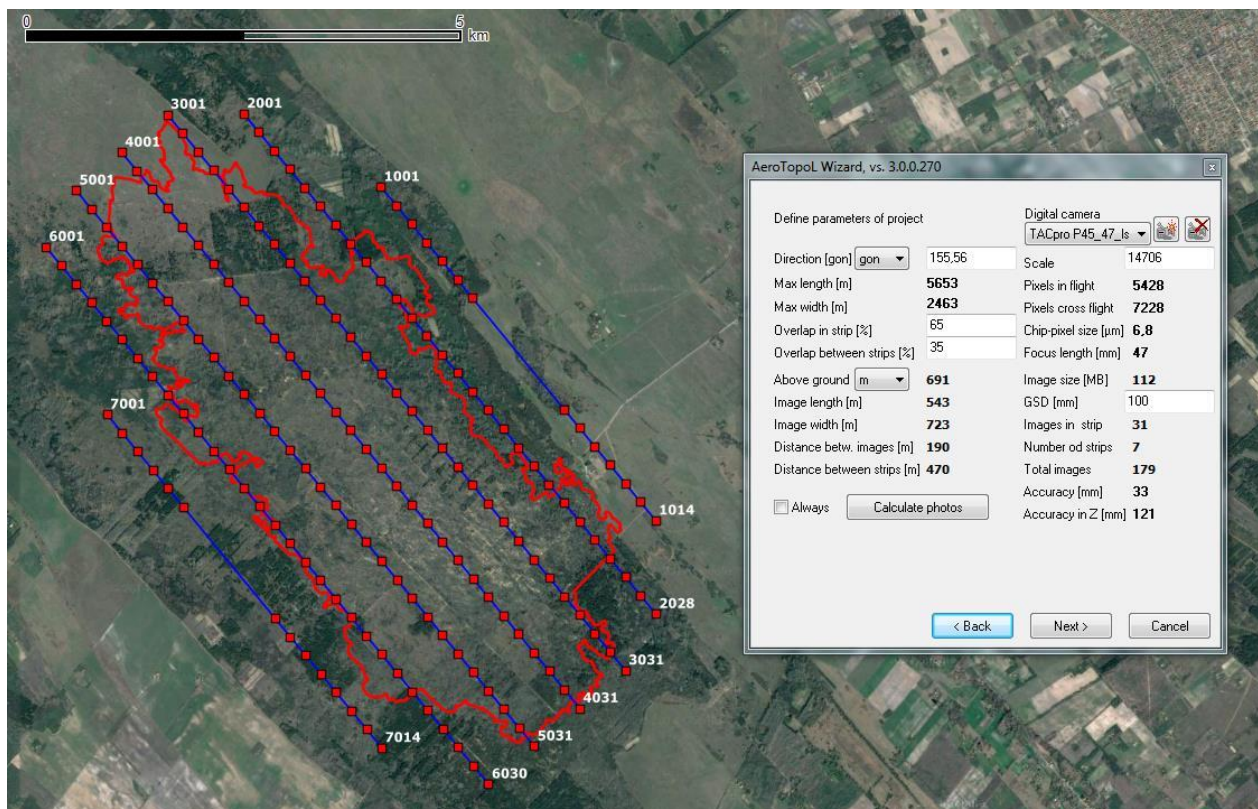 0 5
km
2001
3001
4001
1001
5001
6001
7001
1014
2028
3031
4031
5031
7014
6030
AeroTopoL Wizard, vs. 3.0.0.270
x
Define parameters of project
Direction [gon] gon 155,56
Max length [m] 5653
Max width [m] 2463
Overlap in strip [%] 65
Overlap between strips [%] 35
Above ground m 691
Image length [m] 543
Image width [m] 723
Distance betw. images [m] 190
Distance between strips [m] 470
Always Calculate photos
Digital camera
TACpro P45_47_ls
Scale 14706
Pixels in flight 5428
Pixels cross flight 7228
Chip-pixel size [µm] 6,8
Focus length [mm] 47
Image size [MB] 112
GSD [mm] 100
Images in strip 31
Number od strips 7
Total images 179
Accuracy [mm] 33
Accuracy in Z [mm] 121
< Back Next > Cancel